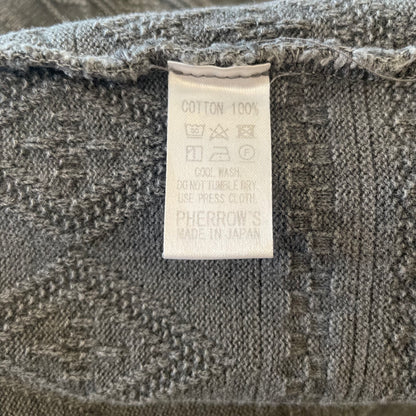 COTTON 100%
COOL WASH.
DO NOT TUMBLE DRY.
USE PRESS CLOTH.
PHERROW'S
MADE IN JAPAN